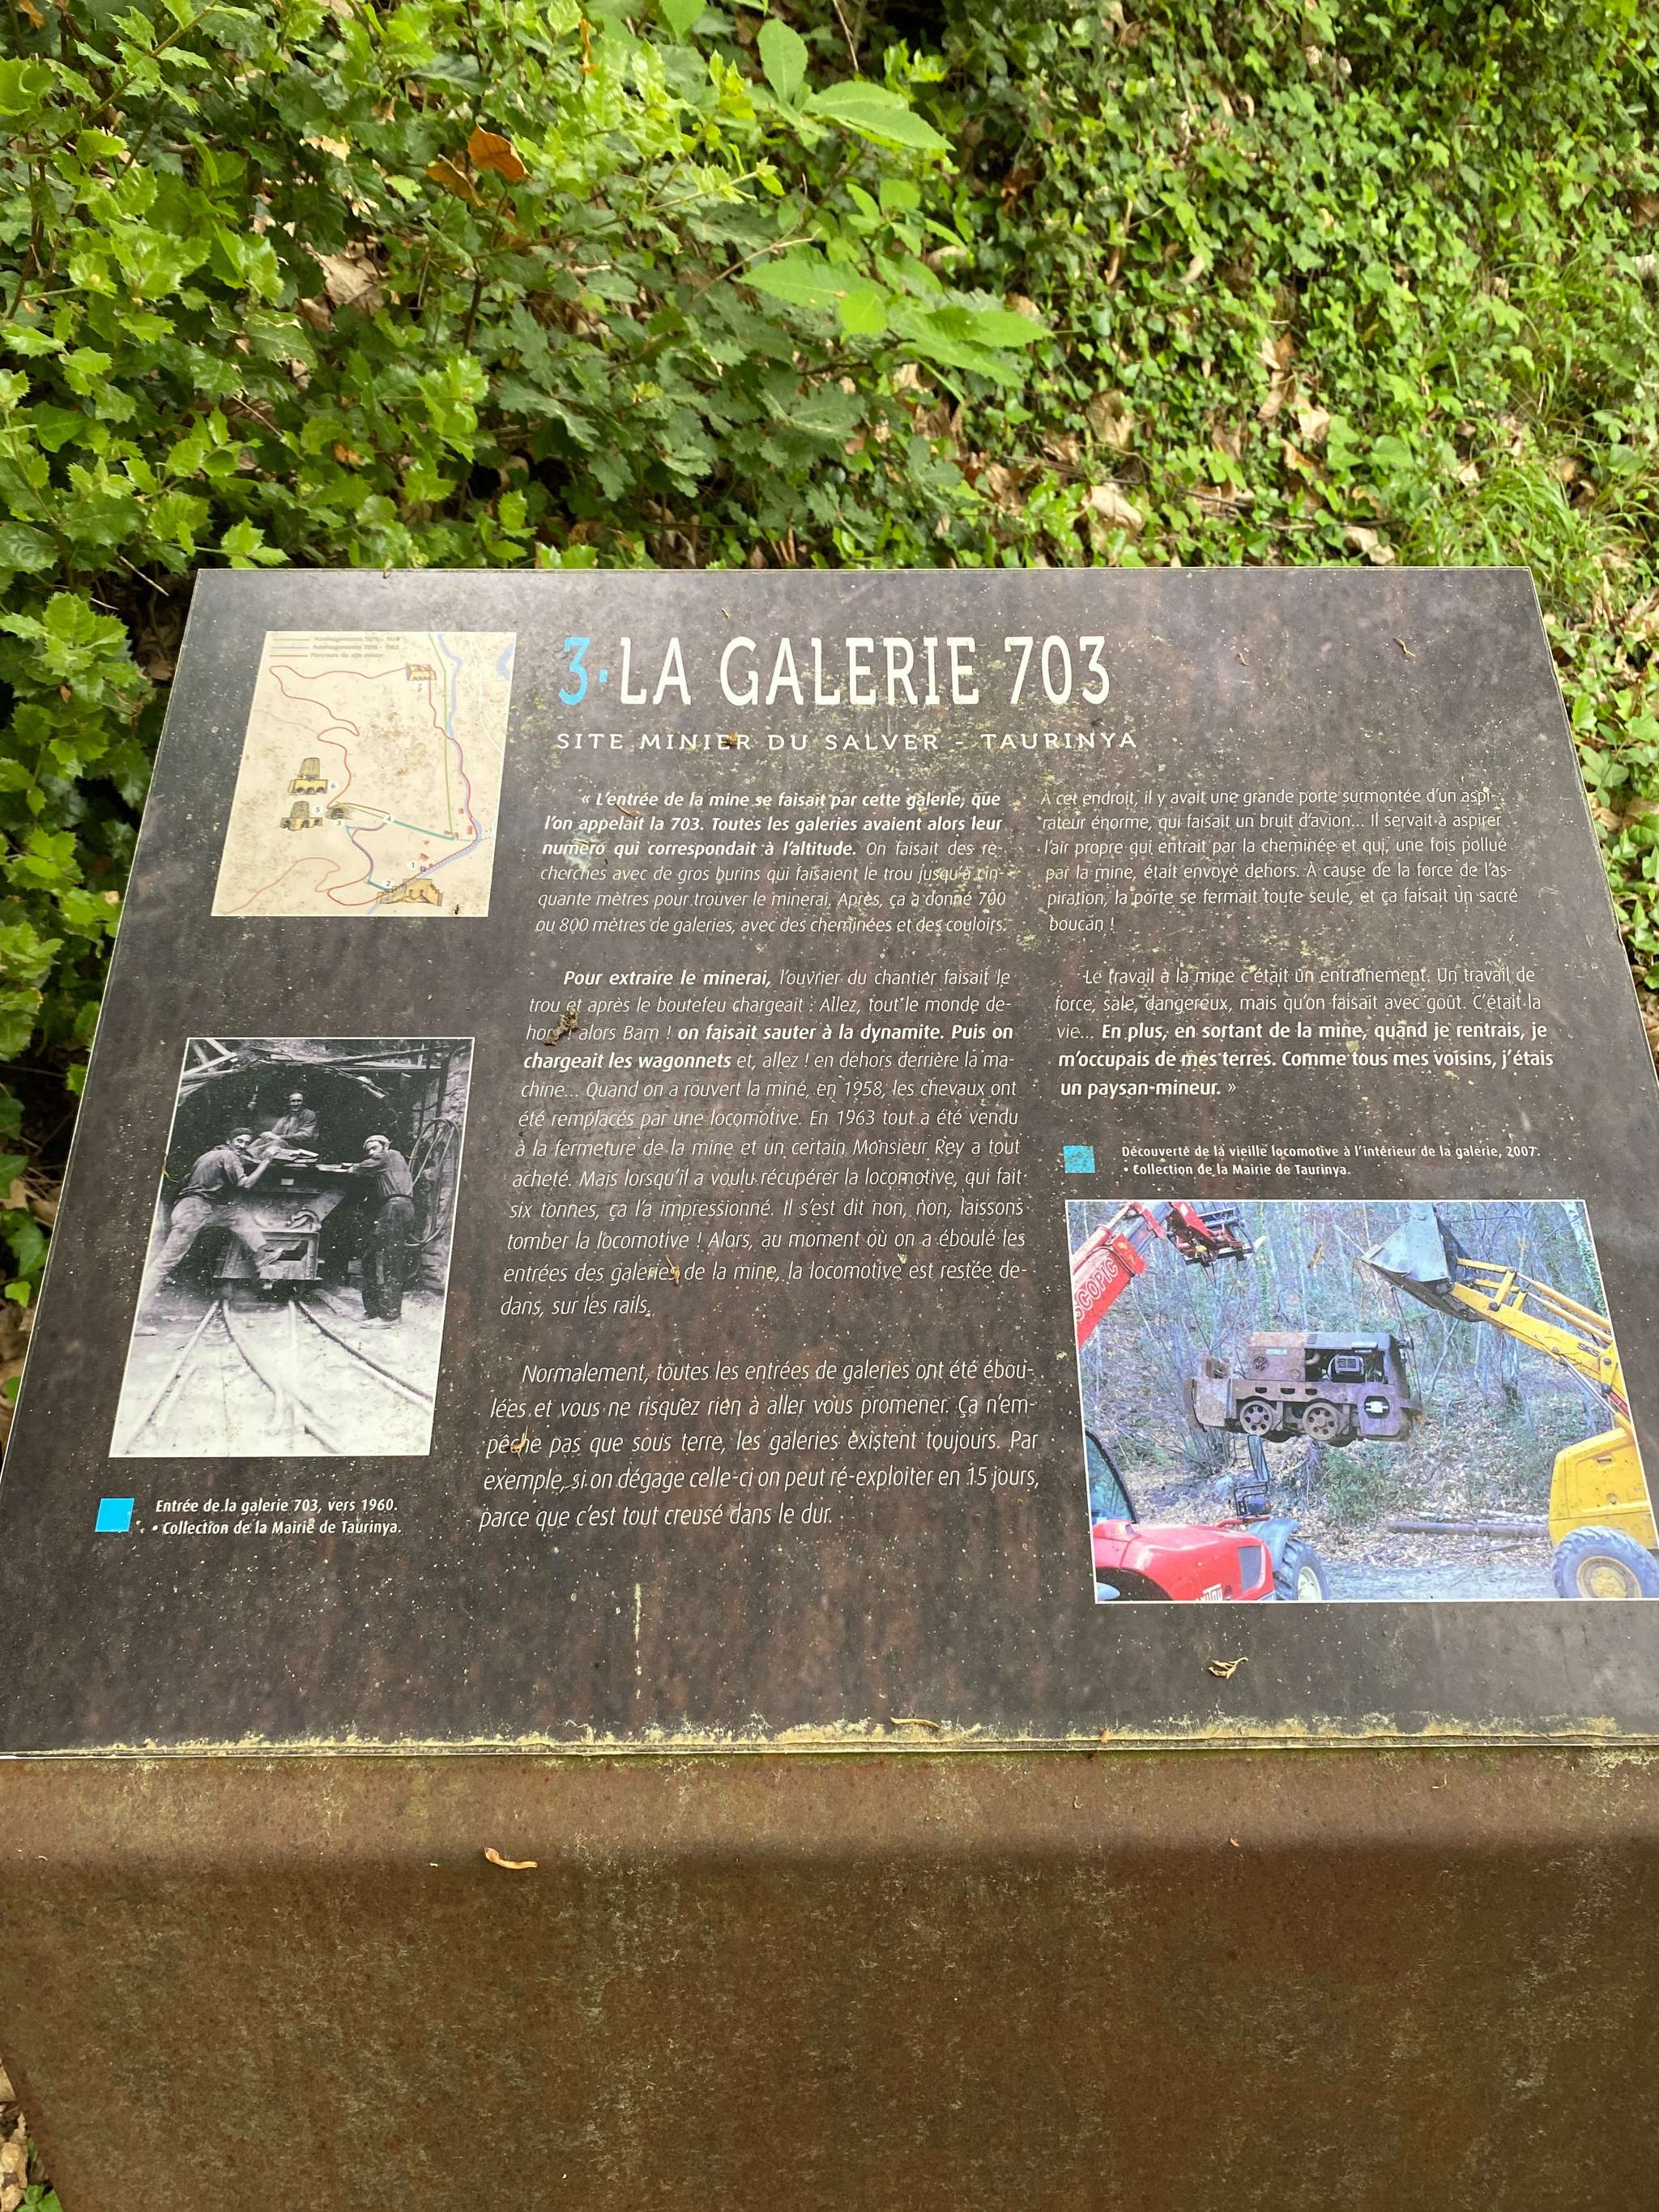 3·LA GALERIE 703
SITE MINIER DU SALVER - TAURINYA
Parcours du site minier
« L'entrée de la mine se faisait par cette galerie, que
l'on appelait la 703. Toutes les galeries avaient alors leur
numéro qui correspondait à l'altitude. On faisait des re-
cherches avec de gros burins qui faisaient le trou jusqu'à cin-
quante mètres pour trouver le minerai. Après, ça a donné 700
ou 800 mètres de galeries, avec des cheminées et des couloirs.
Pour extraire le minerai, l'ouvrier du chantier faisait le
trou et après le boutefeu chargeait : Allez, tout le monde de-
hors alors Bam ! on faisait sauter à la dynamite. Puis on
chargeait les wagonnets et, allez ! en dehors derrière la ma-
chine... Quand on a rouvert la mine, en 1958, les chevaux ont
été remplacés par une locomotive. En 1963 tout a été vendu
à la fermeture de la mine et un certain Monsieur Rey a tout
acheté. Mais lorsqu'il a voulu récupérer la locomotive, qui fait
six tonnes, ça l'a impressionné. Il s'est dit non, non, laissons
tomber la locomotive ! Alors, au moment où on a éboulé les
entrées des galeries de la mine, la locomotive est restée de-
dans, sur les rails.
Normalement, toutes les entrées de galeries ont été ébou-
lées et vous ne risquez rien à aller vous promener. Ça n'em-
pêche pas que sous terre, les galeries existent toujours. Par
exemple, si on dégage celle-ci on peut ré-exploiter en 15 jours,
parce que c'est tout creusé dans le dur.
À cet endroit, il y avait une grande porte surmontée d'un aspi-
rateur énorme, qui faisait un bruit d'avion... Il servait à aspirer
l'air propre qui entrait par la cheminée et qui, une fois pollué
par la mine, était envoyé dehors. À cause de la force de l'as-
piration, la porte se fermait toute seule, et ça faisait un sacré
boucan !
Le travail à la mine c'était un entraînement. Un travail de
force, sale, dangereux, mais qu'on faisait avec goût. C'était la
vie... En plus, en sortant de la mine, quand je rentrais, je
m'occupais de mes terres. Comme tous mes voisins, j'étais
un paysan-mineur. »
Découverte de la vieille locomotive à l'intérieur de la galerie, 2007.
• Collection de la Mairie de Taurinya.
SCOPIC
Entrée de la galerie 703, vers 1960.
• Collection de la Mairie de Taurinya.